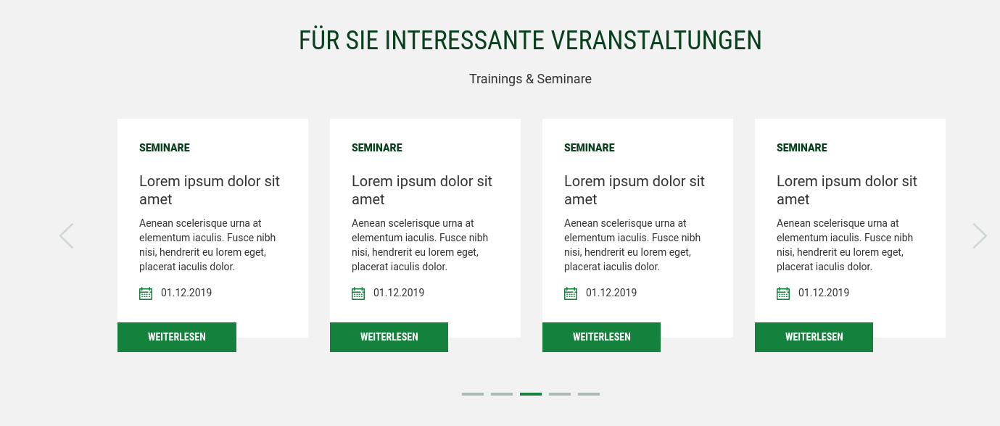 FÜR SIE INTERESSANTE VERANSTALTUNGEN
Trainings & Seminare
SEMINARE
Lorem ipsum dolor sit
amet
Aenean scelerisque urna at
elementum iaculis. Fusce nibh
nisi, hendrerit eu lorem eget,
placerat iaculis dolor.
01.12.2019
WEITERLESEN
SEMINARE
Lorem ipsum dolor sit
amet
Aenean scelerisque urna at
elementum iaculis. Fusce nibh
nisi, hendrerit eu lorem eget,
placerat iaculis dolor.
01.12.2019
WEITERLESEN
SEMINARE
Lorem ipsum dolor sit
amet
Aenean scelerisque urna at
elementum iaculis. Fusce nibh
nisi, hendrerit eu lorem eget,
placerat iaculis dolor.
01.12.2019
WEITERLESEN
SEMINARE
Lorem ipsum dolor sit
amet
Aenean scelerisque urna at
elementum iaculis. Fusce nibh
nisi, hendrerit eu lorem eget,
placerat iaculis dolor.
01.12.2019
WEITERLESEN